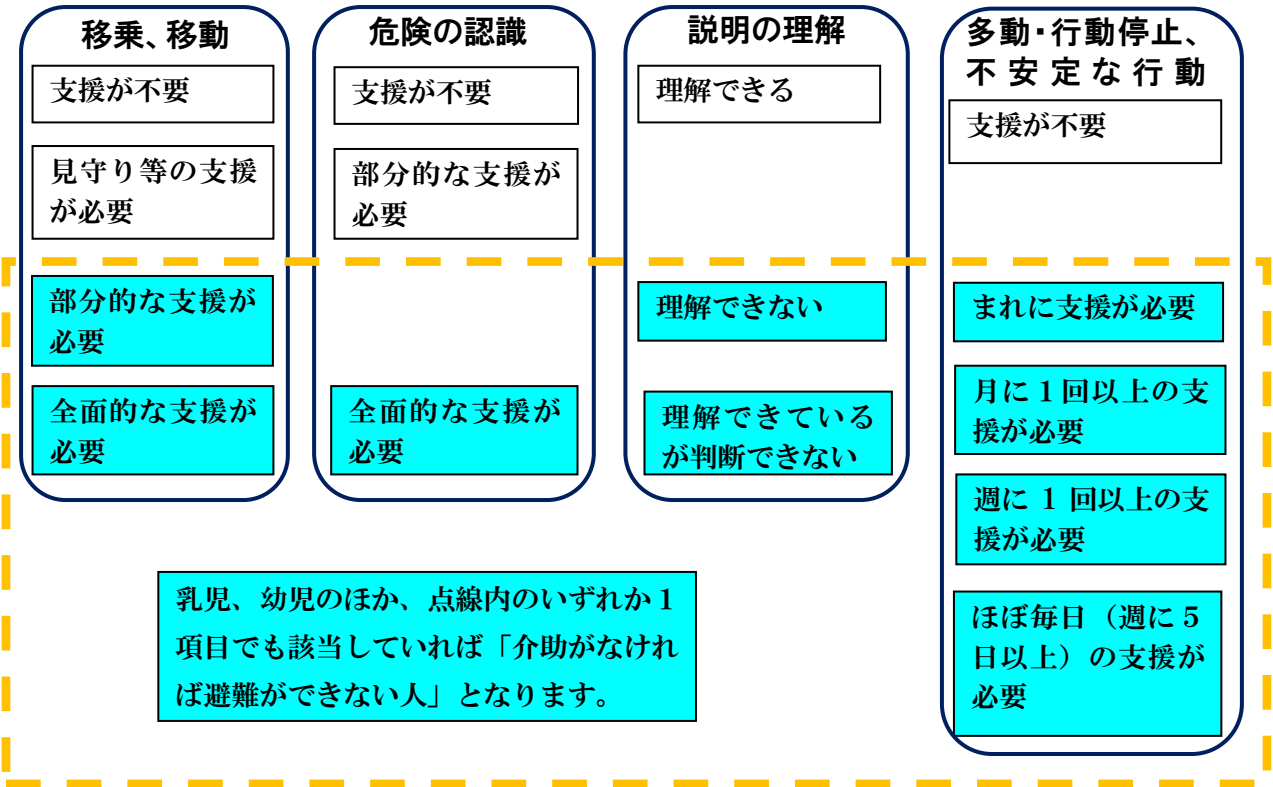 移乗、移動
支援が不要
見守り等の支援
が必要
部分的な支援が
必要
全面的な支援が
必要
危険の認識
支援が不要
部分的な支援が
必要
全面的な支援が
必要
説明の理解
理解できる
理解できない
理解できている
が判断できない
多動・行動停止、
不安定な行動
支援が不要
まれに支援が必要
月に1回以上の支
援が必要
週に1回以上の支
援が必要
ほぼ毎日(週に5
日以上)の支援が
必要
乳児、幼児のほか、点線内のいずれか1
項目でも該当していれば「介助がなけれ
ば避難ができない人」となります。